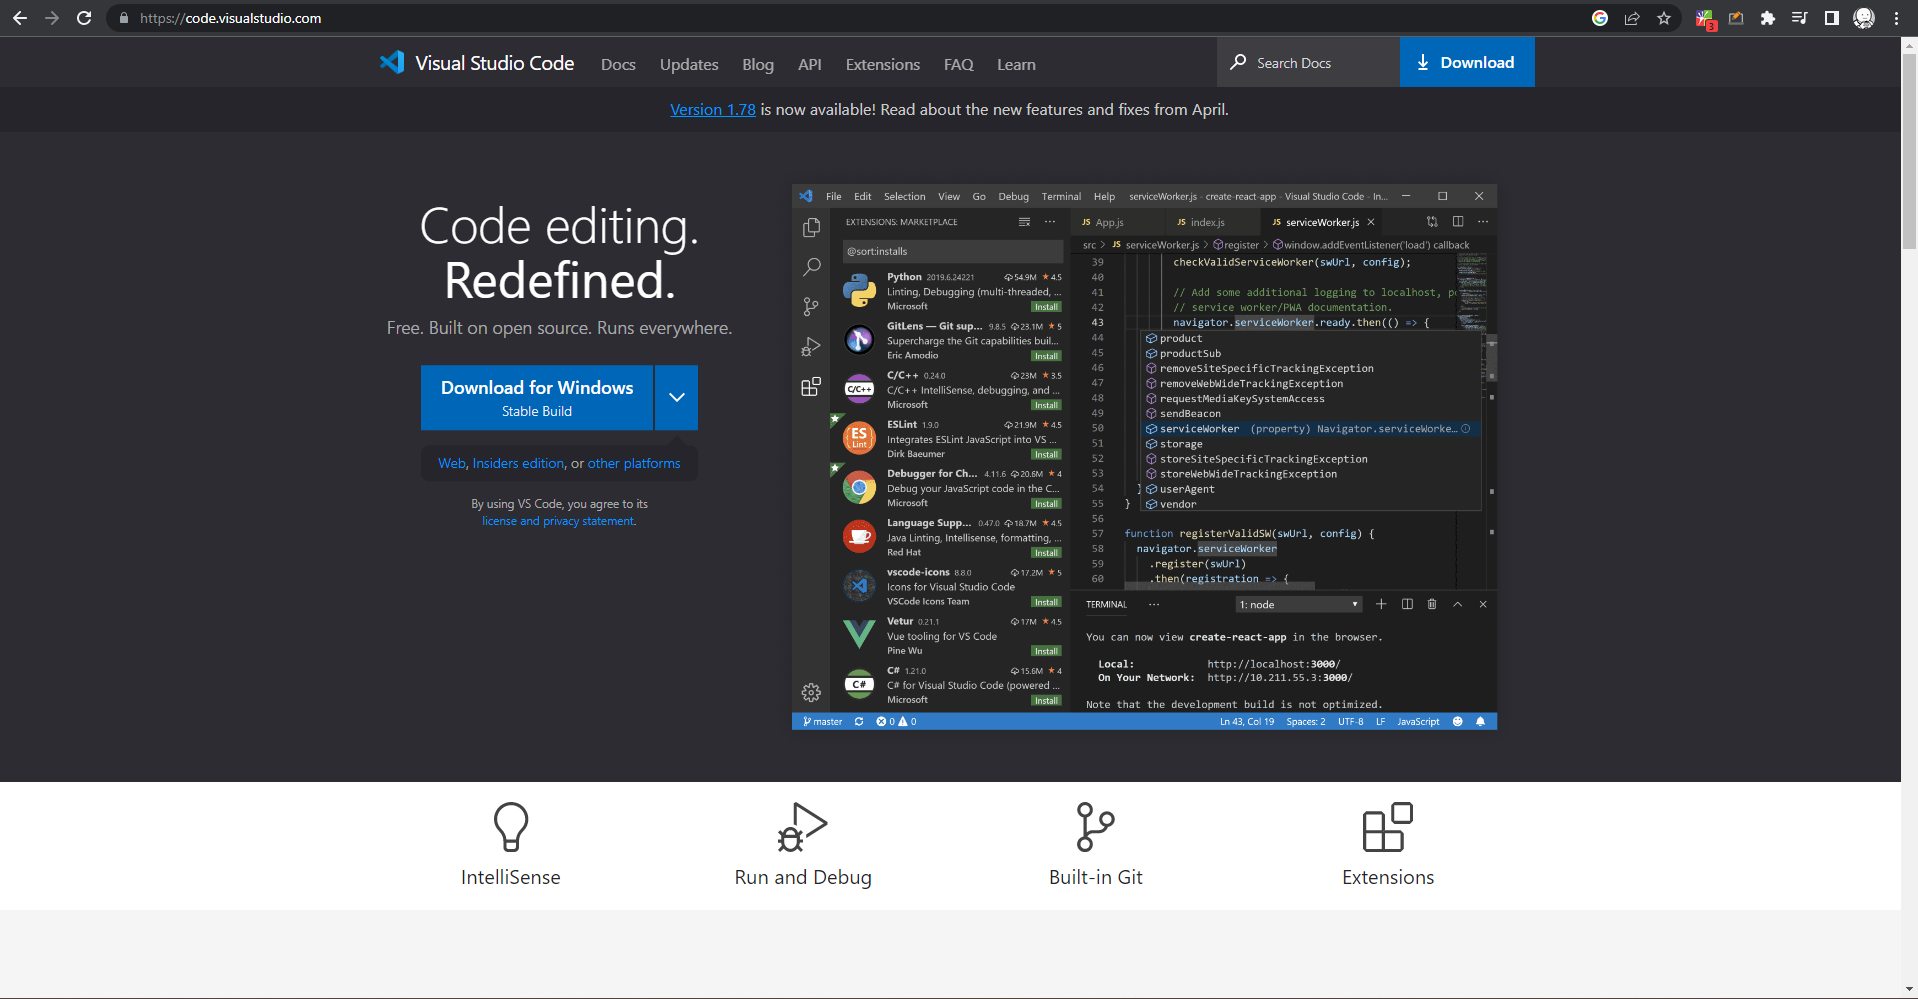 https://code.visualstudio.com
3
Visual Studio Code
Docs
Updates
Blog
API
Extensions
FAQ
Learn
Search Docs
Download
Version 1.78 is now available! Read about the new features and fixes from April.
Code editing.
Redefined.
Free. Built on open source. Runs everywhere.
Download for Windows
Stable Build
Web, Insiders edition, or other platforms
By using VS Code, you agree to its
license and privacy statement.
File Edit Selection View Go Debug Terminal Help serviceWorker.js - create-react-app - Visual Studio Code - In...
EXTENSIONS: MARKETPLACE
@sort:installs
Python 2019.6.24221 54.9M ★ 4.5
Linting, Debugging (multi-threaded, ...
Microsoft Install
GitLens — Git sup... 9.8.5 23.1M ★ 5
Supercharge the Git capabilities buil...
Eric Amodio Install
C/C++
C/C++ 0.24.0 23M ★ 3.5
C/C++ IntelliSense, debugging, and ...
Microsoft Install
ES
Lint
ESLint 1.9.0 21.9M ★ 4.5
Integrates ESLint JavaScript into VS ...
Dirk Baeumer Install
Debugger for Ch... 4.11.6 20.6M ★ 4
Debug your JavaScript code in the C...
Microsoft Install
Language Supp... 0.47.0 18.7M ★ 4.5
Java Linting, Intellisense, formatting, ...
Red Hat Install
vscode-icons 8.8.0 17.2M ★ 5
Icons for Visual Studio Code
VSCode Icons Team Install
Vetur 0.21.1 17M ★ 4.5
Vue tooling for VS Code
Pine Wu Install
C#
C# 1.21.0 15.6M ★ 4
C# for Visual Studio Code (powered ...
Microsoft Install
JS App.js
JS index.js
JS serviceWorker.js
src > JS serviceWorker.js > register > window.addEventListener('load') callback
39 checkValidServiceWorker(swUrl, config);
40
41 // Add some additional logging to localhost, p
42 // service worker/PWA documentation.
43 navigator.serviceWorker.ready.then(() => {
44 product
45 productSub
46 removeSiteSpecificTrackingException
47 removeWebWideTrackingException
48 requestMediaKeySystemAccess
49 sendBeacon
50 serviceWorker (property) Navigator.serviceWorke...
51 storage
52 storeSiteSpecificTrackingException
53 storeWebWideTrackingException
54 } userAgent
55 } vendor
56
57 function registerValidSW(swUrl, config) {
58 navigator.serviceWorker
59 .register(swUrl)
60 .then(registration => {
TERMINAL ... 1: node
You can now view create-react-app in the browser.
Local: http://localhost:3000/
On Your Network: http://10.211.55.3:3000/
Note that the development build is not optimized.
master 0 0 Ln 43, Col 19 Spaces: 2 UTF-8 LF JavaScript
IntelliSense
Run and Debug
Built-in Git
Extensions